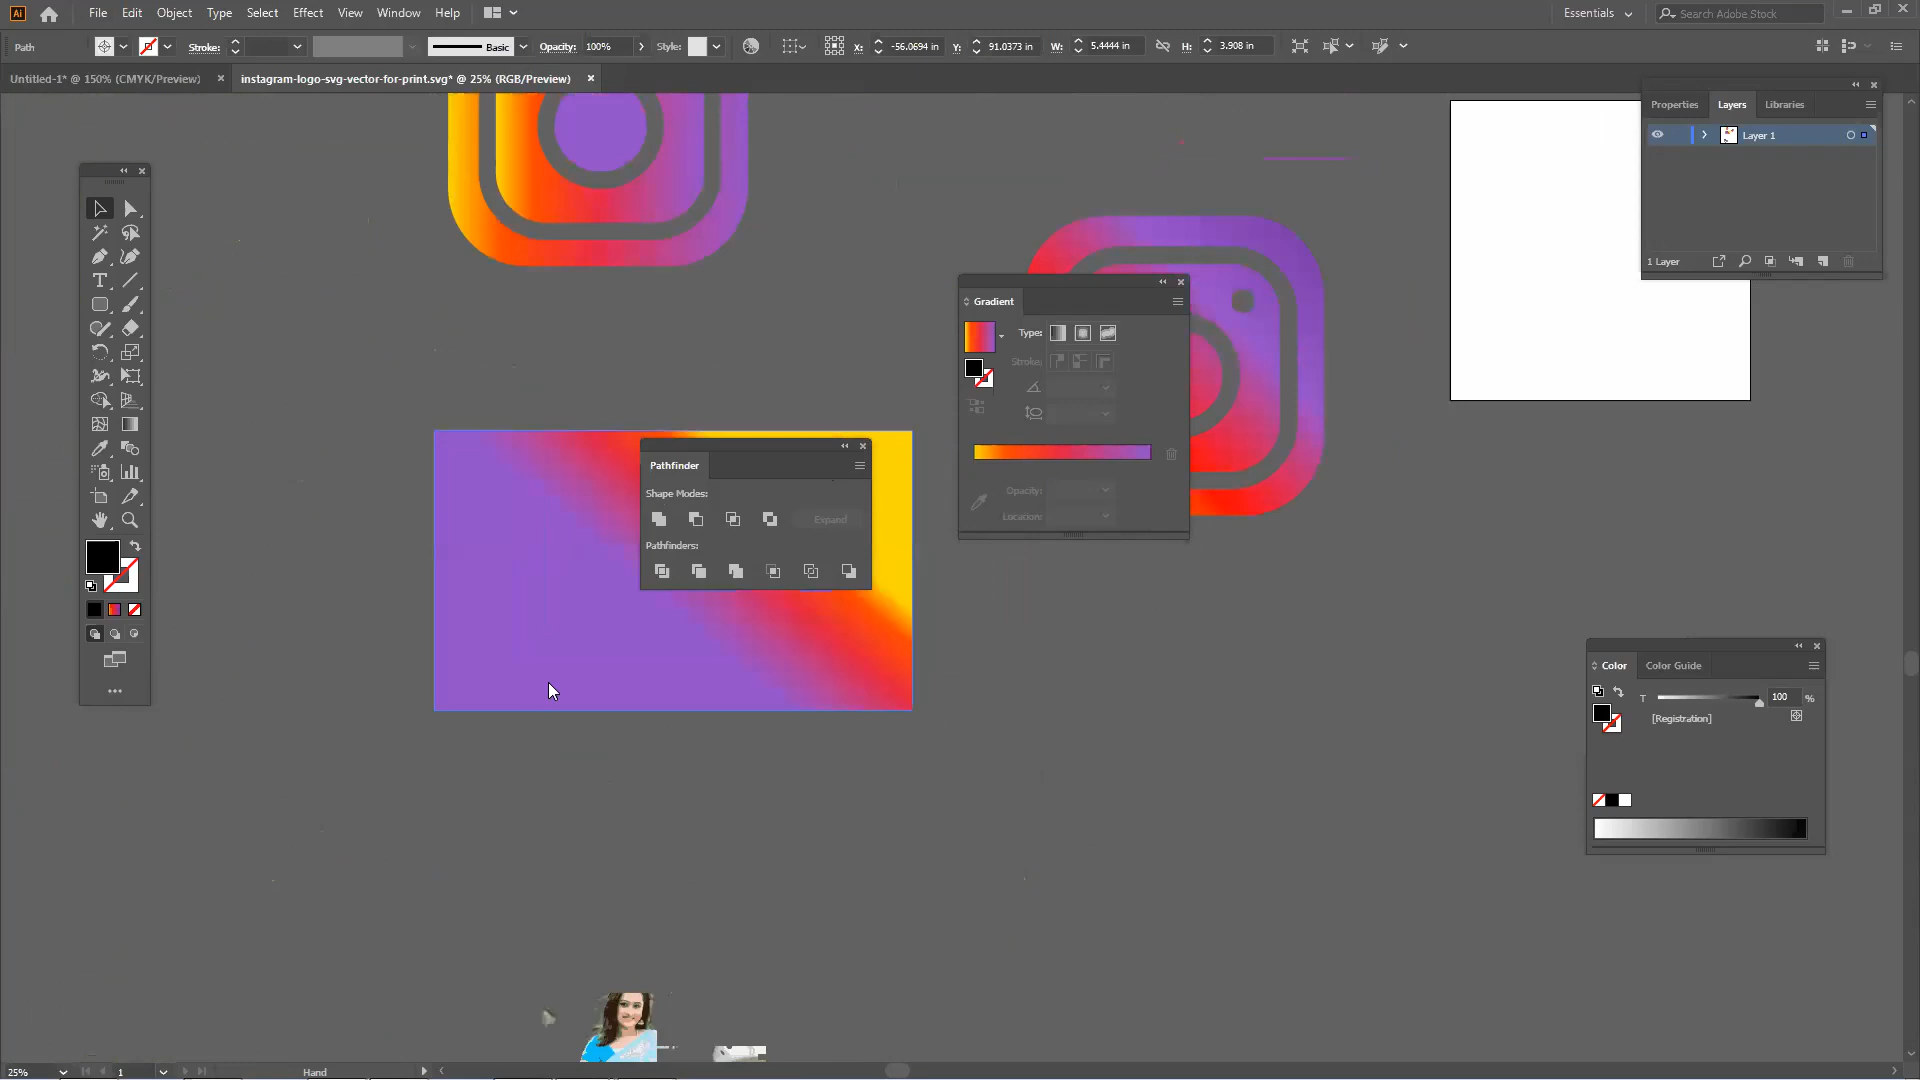 Ai File Edit Object Type Select Effect View Window Help Essentials Search Adobe Stock
Path Stroke: Basic Opacity: 100% Style: X: -56.0694 in Y: 91.0373 in W: 5.4444 in H: 3.908 in
Untitled-1* @ 150% (CMYK/Preview) × instagram-logo-svg-vector-for-print.svg* @ 25% (RGB/Preview) ×
Properties Layers Libraries
Layer 1
1 Layer
Gradient
Type:
Stroke:
Opacity:
Location:
Pathfinder
Shape Modes:
Expand
Pathfinders:
Color Color Guide
T 100 %
[Registration]
25% 1 Hand